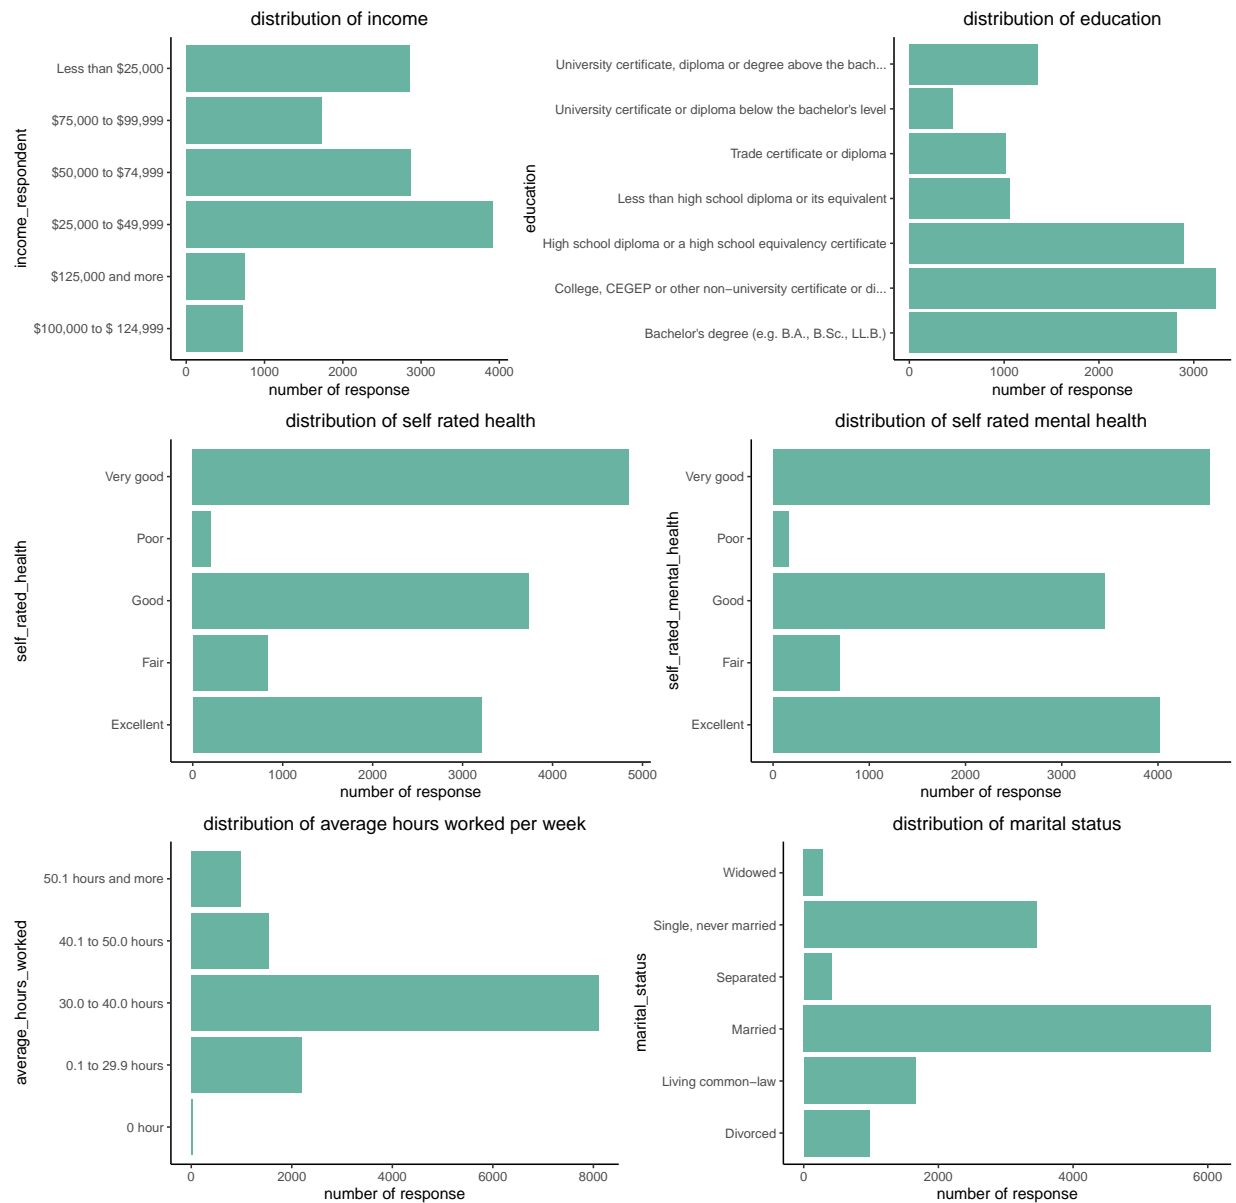 distribution of income
income_respondent
Less than $25,000
$75,000 to $99,999
$50,000 to $74,999
$25,000 to $49,999
$125,000 and more
$100,000 to $ 124,999
0 1000 2000 3000 4000
number of response
distribution of education
education
University certificate, diploma or degree above the bach...
University certificate or diploma below the bachelor's level
Trade certificate or diploma
Less than high school diploma or its equivalent
High school diploma or a high school equivalency certificate
College, CEGEP or other non−university certificate or di...
Bachelor's degree (e.g. B.A., B.Sc., LL.B.)
0 1000 2000 3000
number of response
distribution of self rated health
self_rated_health
Very good
Poor
Good
Fair
Excellent
0 1000 2000 3000 4000 5000
number of response
distribution of self rated mental health
self_rated_mental_health
Very good
Poor
Good
Fair
Excellent
0 1000 2000 3000 4000
number of response
distribution of average hours worked per week
average_hours_worked
50.1 hours and more
40.1 to 50.0 hours
30.0 to 40.0 hours
0.1 to 29.9 hours
0 hour
0 2000 4000 6000 8000
number of response
distribution of marital status
marital_status
Widowed
Single, never married
Separated
Married
Living common−law
Divorced
0 2000 4000 6000
number of response